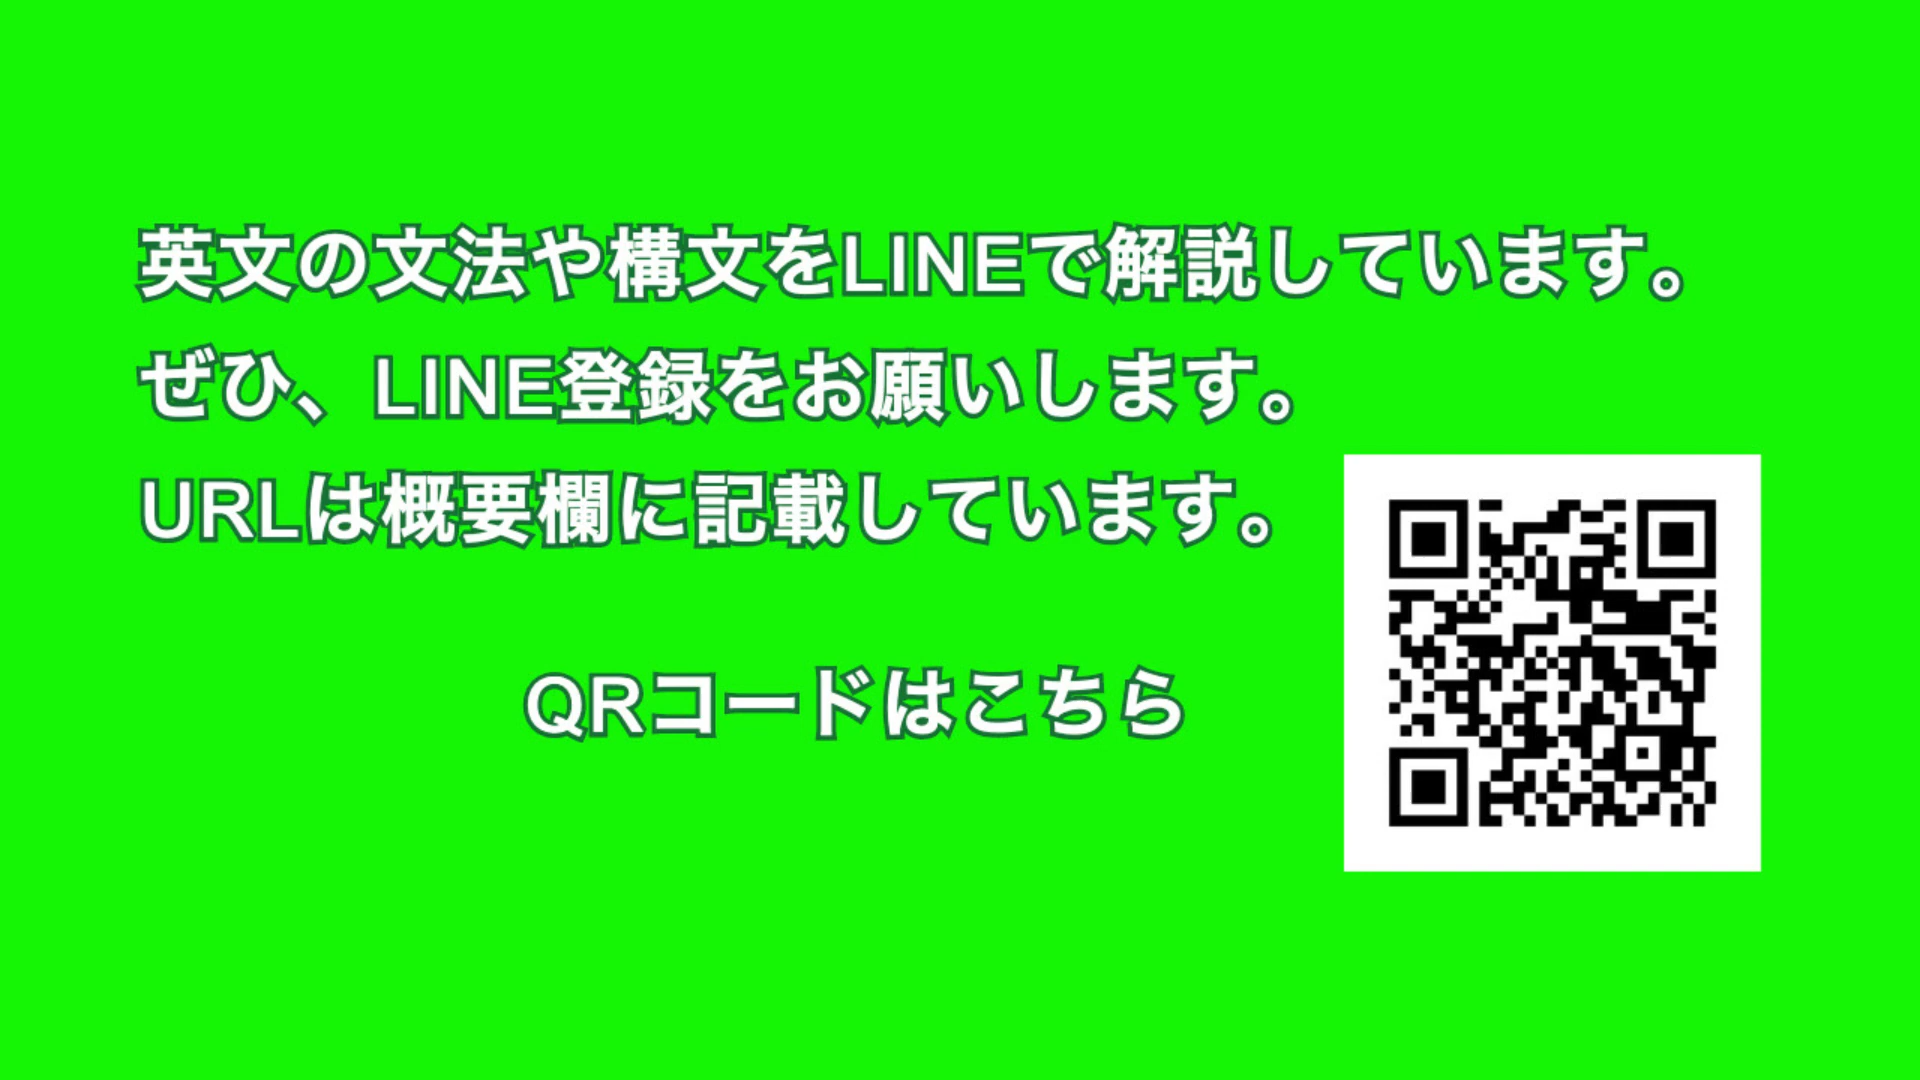 英文の文法や構文をLINEで解説しています。
ぜひ、LINE登録をお願いします。
URLは概要欄に記載しています。
QRコードはこちら